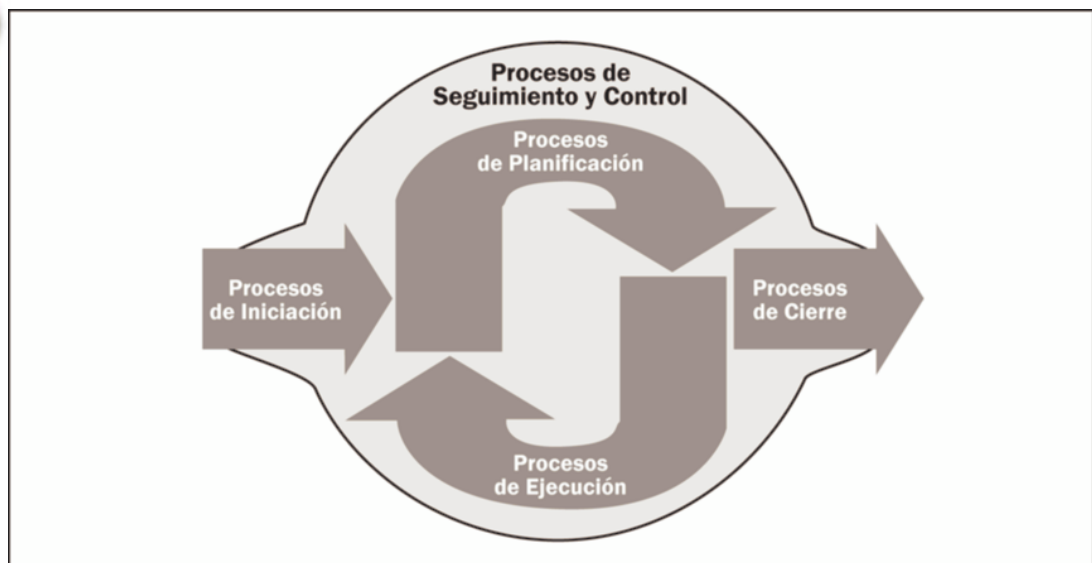 Procesos de
Seguimiento y Control
Procesos
de Planificación
Procesos
de Iniciación
Procesos
de Cierre
Procesos
de Ejecución